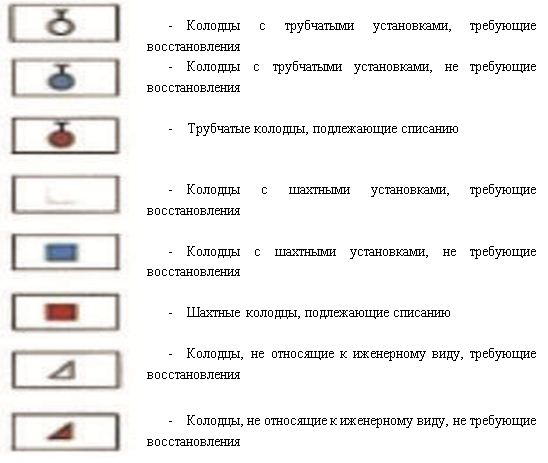 - Колодцы с трубчатыми установками, требующие
восстановления
- Колодцы с трубчатыми установками, не требующие
восстановления
- Трубчатые колодцы, подлежащие списанию
- Колодцы с шахтными установками, требующие
восстановления
- Колодцы с шахтными установками, не требующие
восстановления
- Шахтные колодцы, подлежащие списанию
- Колодцы, не относящие к иженерному виду, требующие
восстановления
- Колодцы, не относящие к иженерному виду, не требующие
восстановления